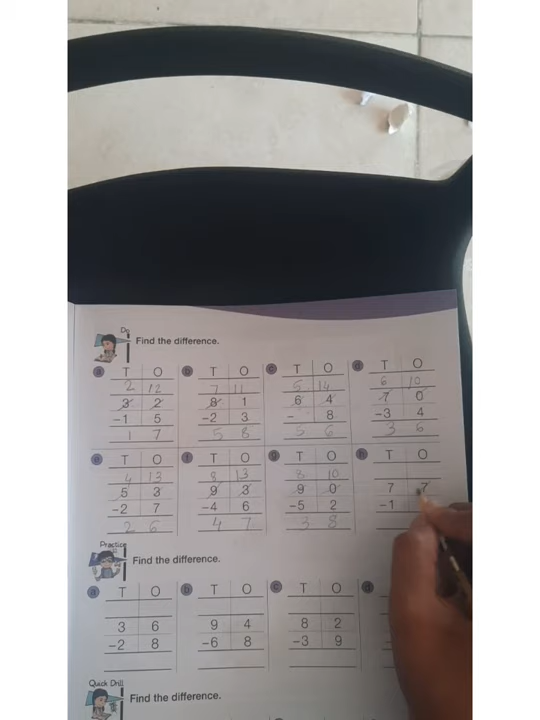 Do
Find the difference.
a T O b T O c T O d T O
2 12 7 11 5 14 6 10
3 2 8 1 6 4 7 0
-1 5 -2 3 - 8 -3 4
1 7 5 8 5 6 3 6
e T O f T O g T O h T O
4 13 8 13 8 10
5 3 9 3 9 0 7 7
-2 7 -4 6 -5 2 -1
2 6 4 7 3 8
Practice
Find the difference.
a T O b T O c T O d
3 6 9 4 8 2
-2 8 -6 8 -3 9
Quick Drill
Find the difference.